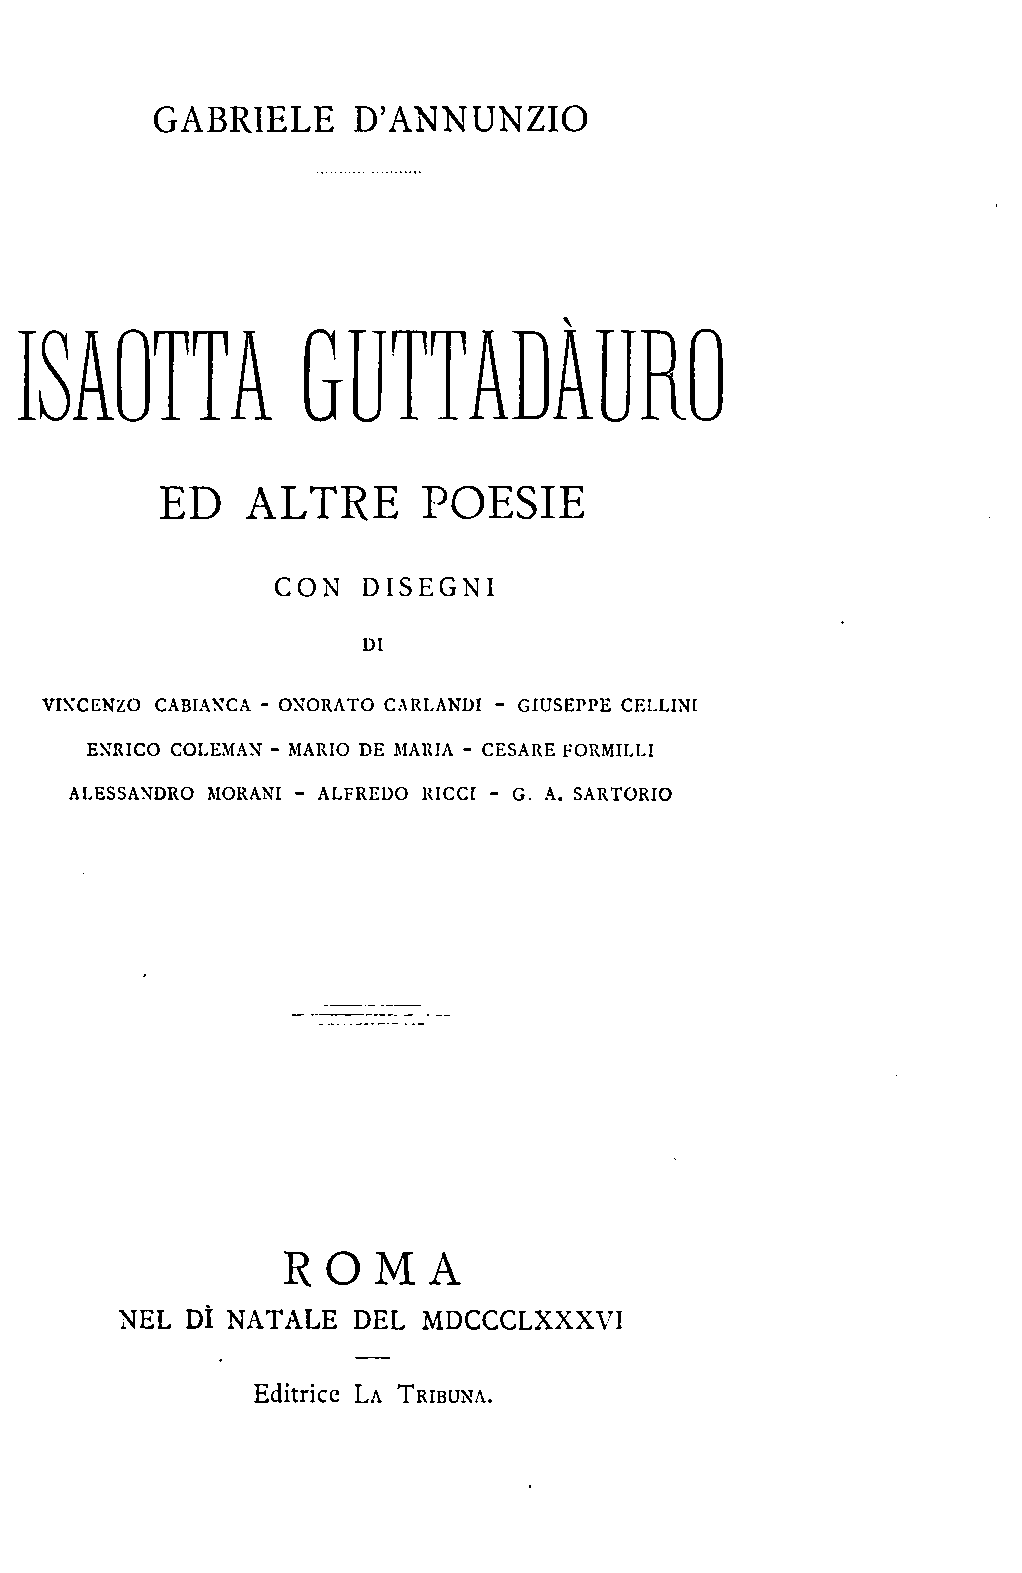 GABRIELE D'ANNUNZIO
ISAOTTA GUTTADÀURO
ED ALTRE POESIE
CON DISEGNI
DI
VINCENZO CABIANCA - ONORATO CARLANDI - GIUSEPPE CELLINI
ENRICO COLEMAN - MARIO DE MARIA - CESARE FORMILLI
ALESSANDRO MORANI - ALFREDO RICCI - G. A. SARTORIO
ROMA
NEL DÌ NATALE DEL MDCCCLXXXVI
Editrice LA TRIBUNA.